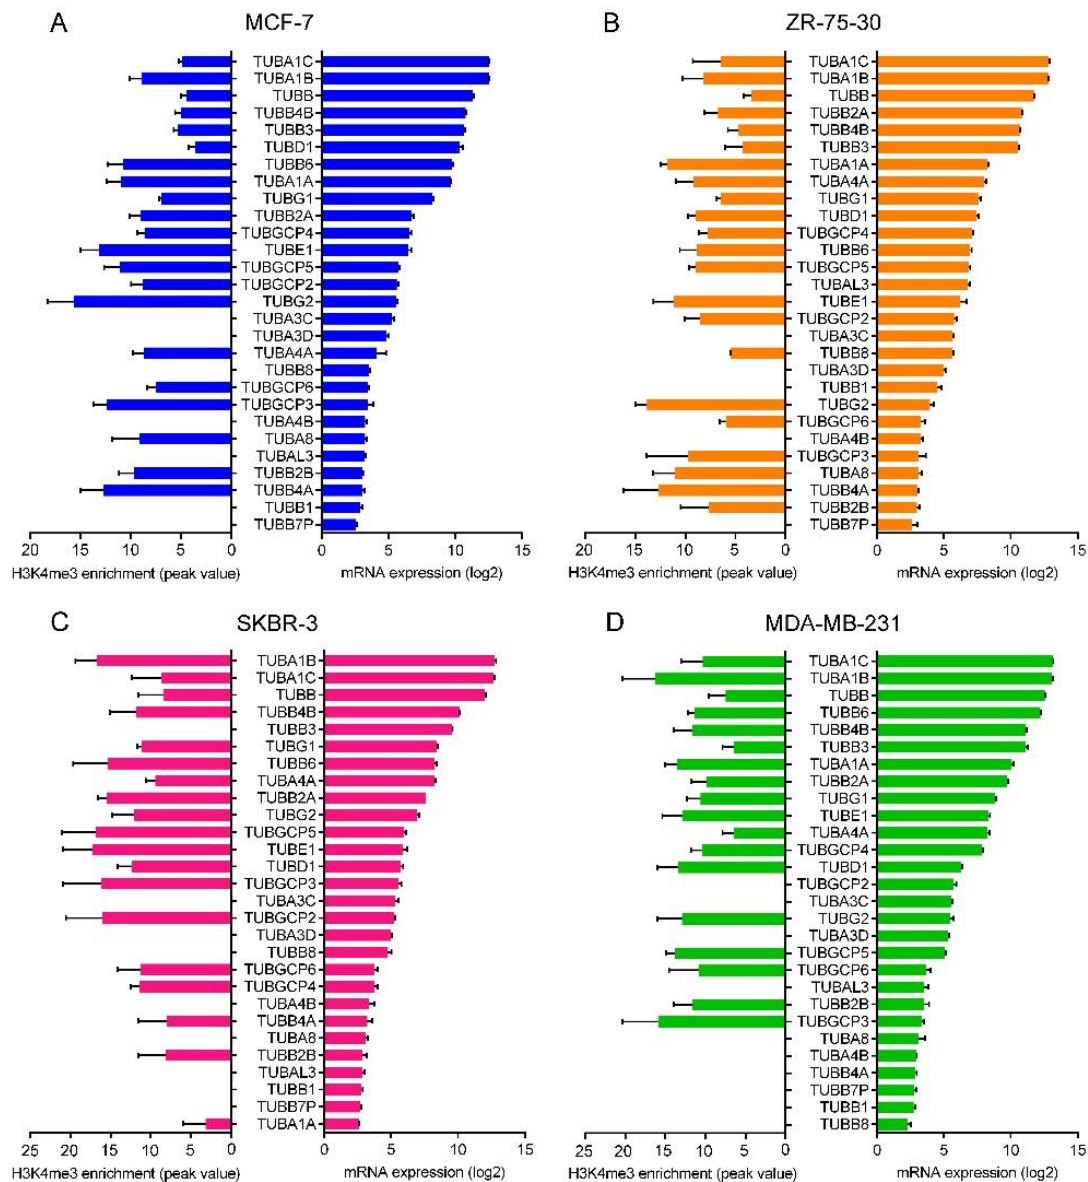 A
MCF-7
TUBA1C
TUBA1B
TUBB
TUBB4B
TUBB3
TUBD1
TUBB6
TUBA1A
TUBG1
TUBB2A
TUBGCP4
TUBE1
TUBGCP5
TUBGCP2
TUBG2
TUBA3C
TUBA3D
TUBA4A
TUBB8
TUBGCP6
TUBGCP3
TUBA4B
TUBA8
TUBAL3
TUBB2B
TUBB4A
TUBB1
TUBB7P
20 15 10 5 0 0 5 10 15
H3K4me3 enrichment (peak value) mRNA expression (log2)
B
ZR-75-30
TUBA1C
TUBA1B
TUBB
TUBB2A
TUBB4B
TUBB3
TUBA1A
TUBA4A
TUBG1
TUBD1
TUBGCP4
TUBB6
TUBGCP5
TUBAL3
TUBE1
TUBGCP2
TUBA3C
TUBB8
TUBA3D
TUBB1
TUBG2
TUBGCP6
TUBA4B
TUBGCP3
TUBA8
TUBB4A
TUBB2B
TUBB7P
20 15 10 5 0 0 5 10 15
H3K4me3 enrichment (peak value) mRNA expression (log2)
C
SKBR-3
TUBA1B
TUBA1C
TUBB
TUBB4B
TUBB3
TUBG1
TUBB6
TUBA4A
TUBB2A
TUBG2
TUBGCP5
TUBE1
TUBD1
TUBGCP3
TUBA3C
TUBGCP2
TUBA3D
TUBB8
TUBGCP6
TUBGCP4
TUBA4B
TUBB4A
TUBA8
TUBB2B
TUBAL3
TUBB1
TUBB7P
TUBA1A
25 20 15 10 5 0 0 5 10 15
H3K4me3 enrichment (peak value) mRNA expression (log2)
D
MDA-MB-231
TUBA1C
TUBA1B
TUBB
TUBB6
TUBB4B
TUBB3
TUBA1A
TUBB2A
TUBG1
TUBE1
TUBA4A
TUBGCP4
TUBD1
TUBGCP2
TUBA3C
TUBG2
TUBA3D
TUBGCP5
TUBGCP6
TUBAL3
TUBB2B
TUBGCP3
TUBA8
TUBA4B
TUBB4A
TUBB7P
TUBB1
TUBB8
25 20 15 10 5 0 0 5 10 15
H3K4me3 enrichment (peak value) mRNA expression (log2)